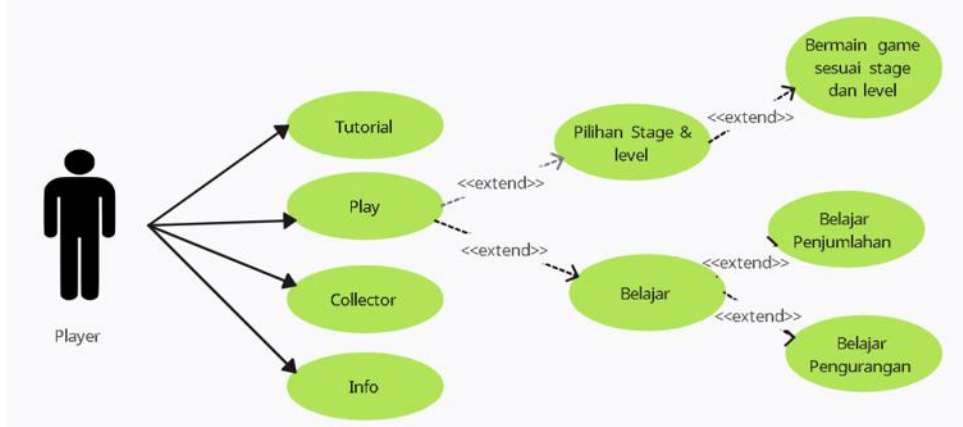 Player
Tutorial
Play
Collector
Info
<<extend>>
<<extend>>
Pilihan Stage &
level
Belajar
<<extend>>
<<extend>>
<<extend>>
Bermain game
sesuai stage
dan level
Belajar
Penjumlahan
Belajar
Pengurangan